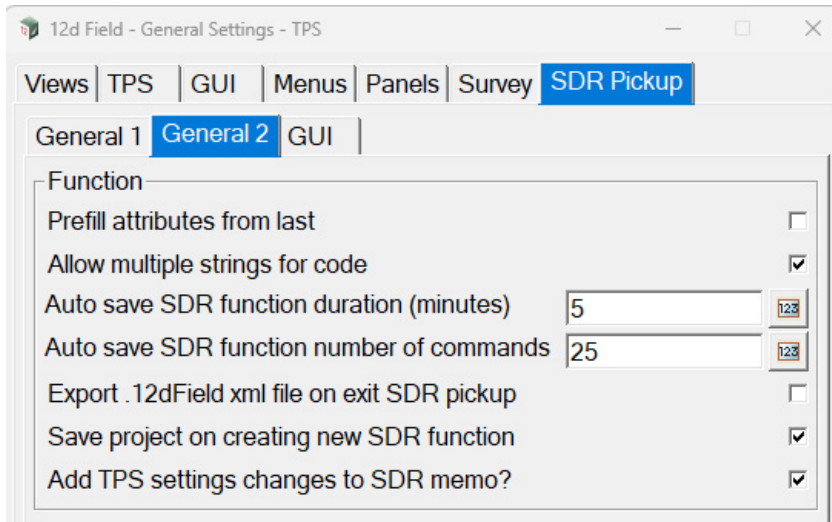 12d Field - General Settings - TPS
Views TPS GUI Menus Panels Survey SDR Pickup
General 1 General 2 GUI
Function
Prefill attributes from last
Allow multiple strings for code
Auto save SDR function duration (minutes) 5 123
Auto save SDR function number of commands 25 123
Export .12dField xml file on exit SDR pickup
Save project on creating new SDR function
Add TPS settings changes to SDR memo?